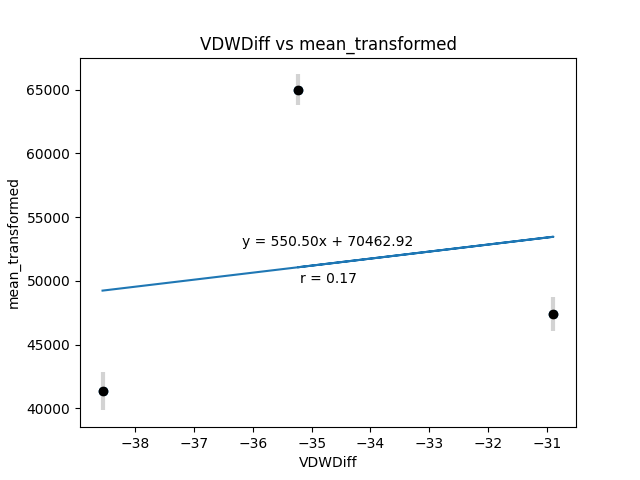 VDWDiff vs mean_transformed
65000
60000
55000
50000
45000
40000
mean_transformed
y = 550.50x + 70462.92
r = 0.17
−38 −37 −36 −35 −34 −33 −32 −31
VDWDiff